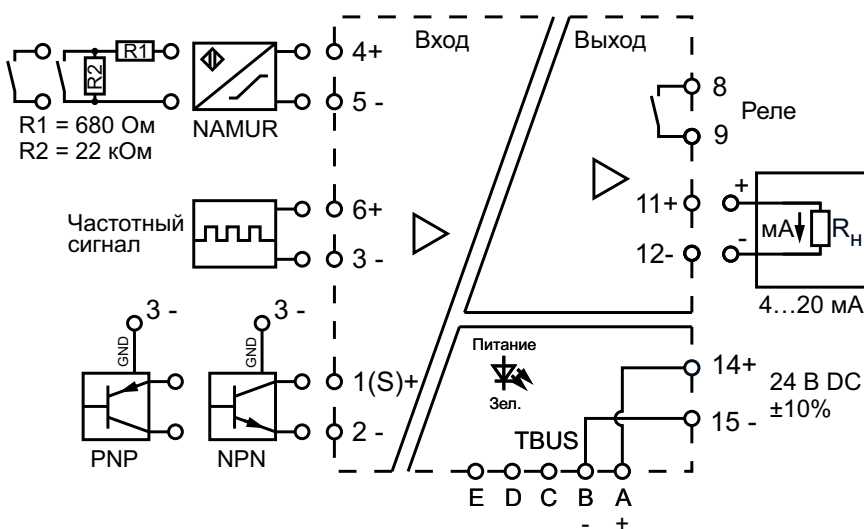 Вход
Выход
R1
R2
R1 = 680 Ом
R2 = 22 кОм
NAMUR
4+
5 -
8
9
Реле
Частотный
сигнал
6+
3 -
11+
12-
+
-
мА
Rн
4...20 мА
3 -
GND
PNP
3 -
GND
NPN
1(S)+
2 -
Питание
Зел.
14+
15 -
24 В DC
±10%
TBUS
E D C B A
- +